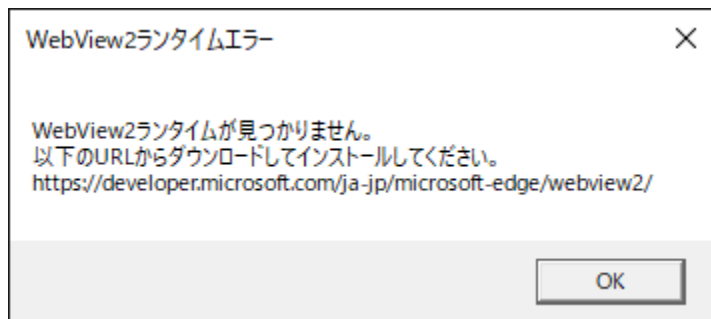 WebView2ランタイムエラー
WebView2ランタイムが見つかりません。
以下のURLからダウンロードしてインストールしてください。
https://developer.microsoft.com/ja-jp/microsoft-edge/webview2/
OK